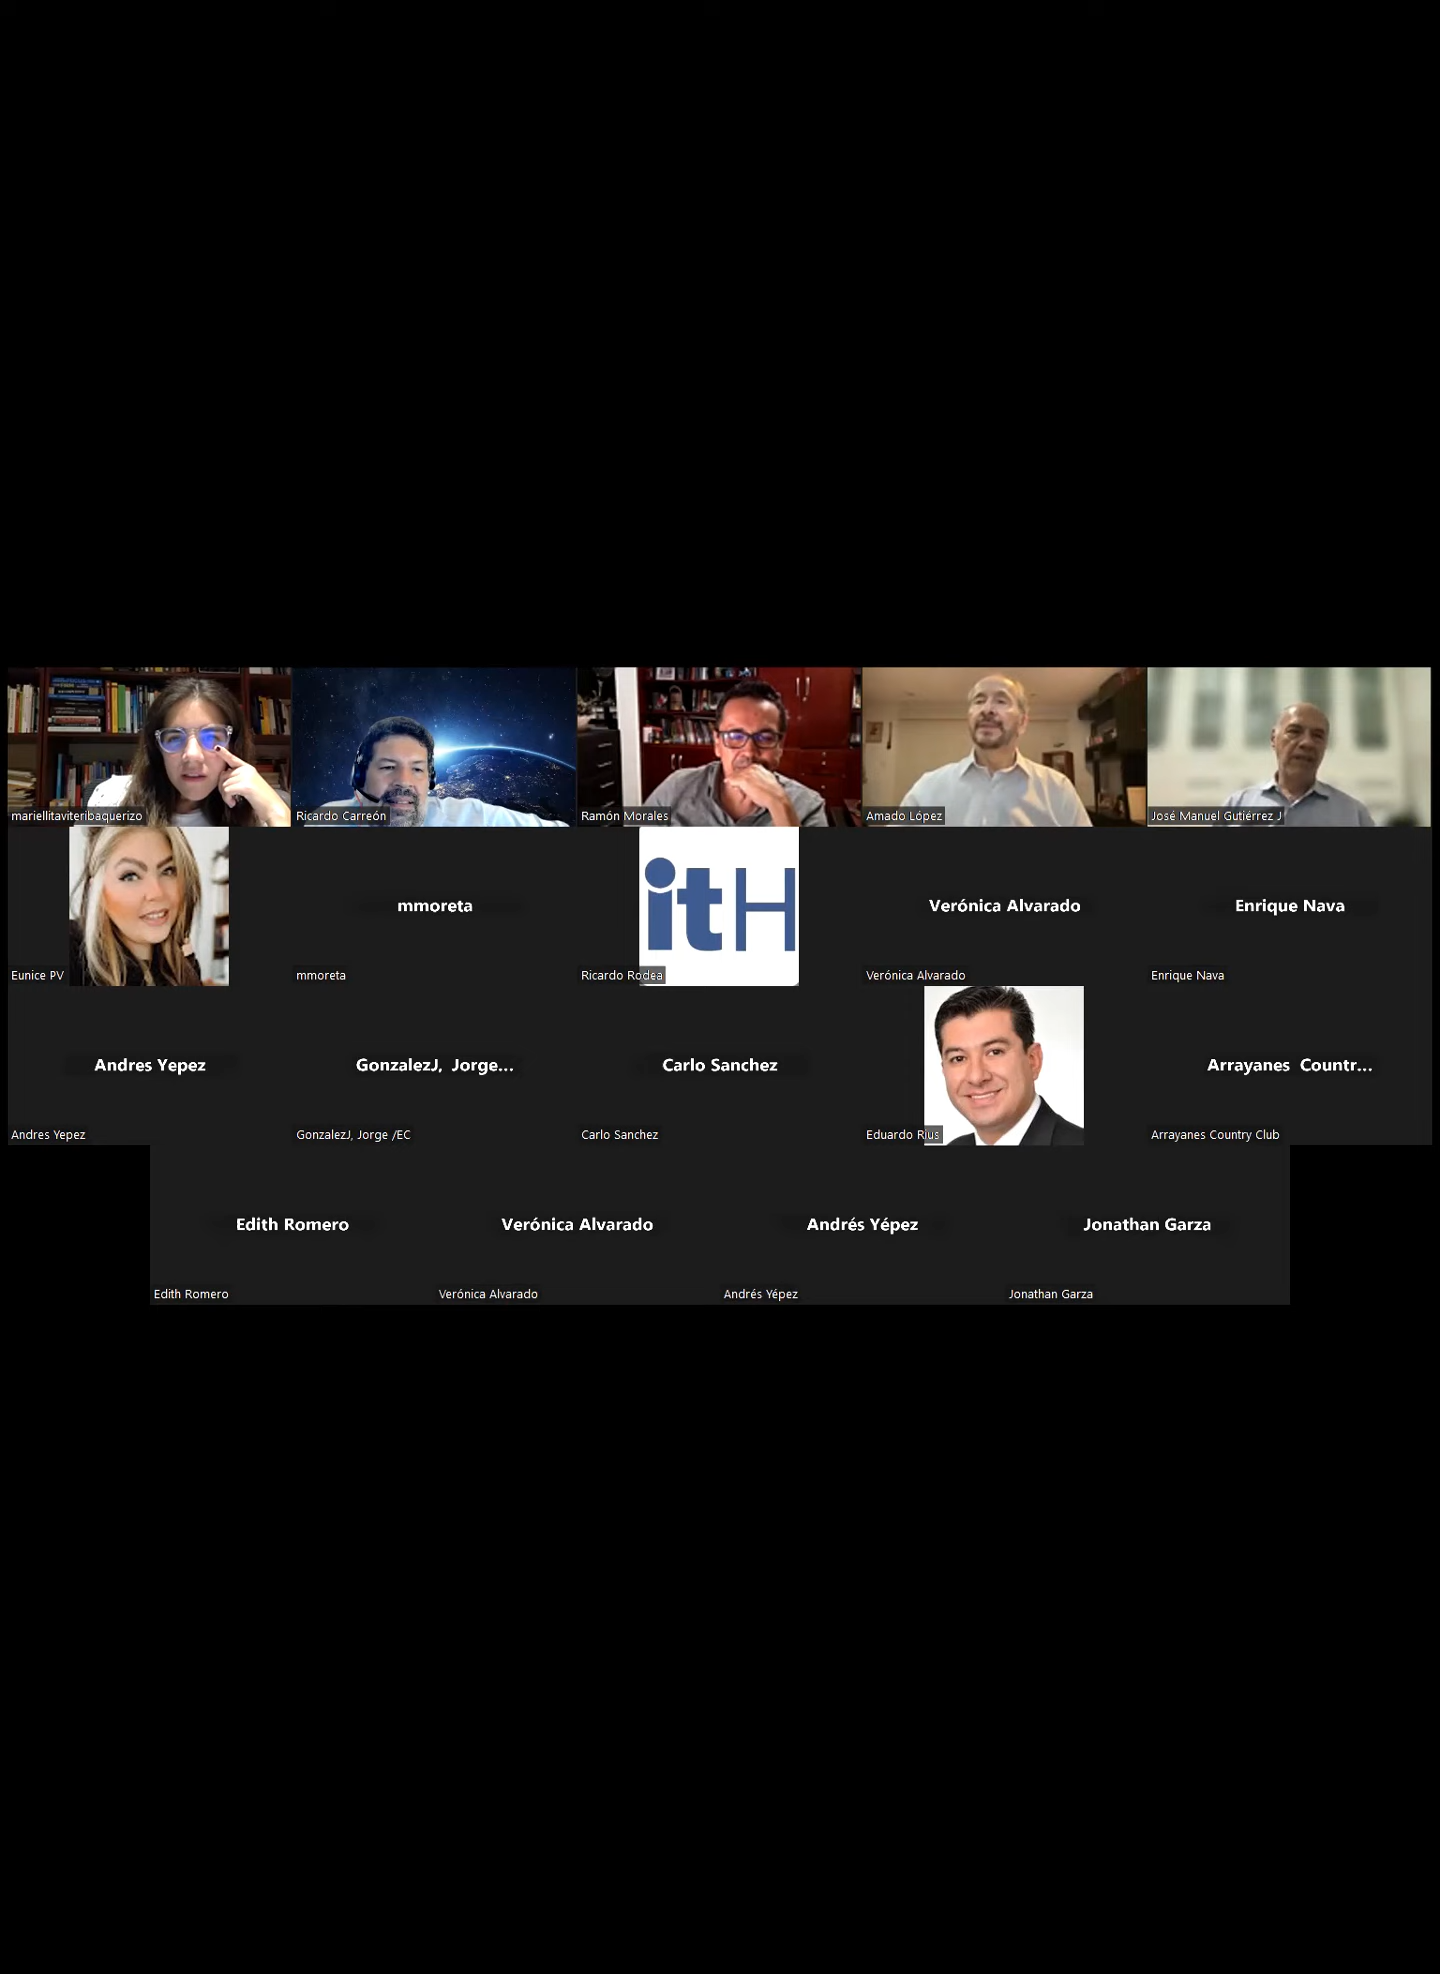 mariellitaviteribaquerizo
Ricardo Carreón
Ramón Morales
Amado López
José Manuel Gutiérrez J
Eunice PV
mmoreta
mmoreta
itH
Ricardo Rodea
Verónica Alvarado
Verónica Alvarado
Enrique Nava
Enrique Nava
Andres Yepez
Andres Yepez
GonzalezJ, Jorge...
GonzalezJ, Jorge /EC
Carlo Sanchez
Carlo Sanchez
Eduardo Rius
Arrayanes Countr...
Arrayanes Country Club
Edith Romero
Edith Romero
Verónica Alvarado
Verónica Alvarado
Andrés Yépez
Andrés Yépez
Jonathan Garza
Jonathan Garza